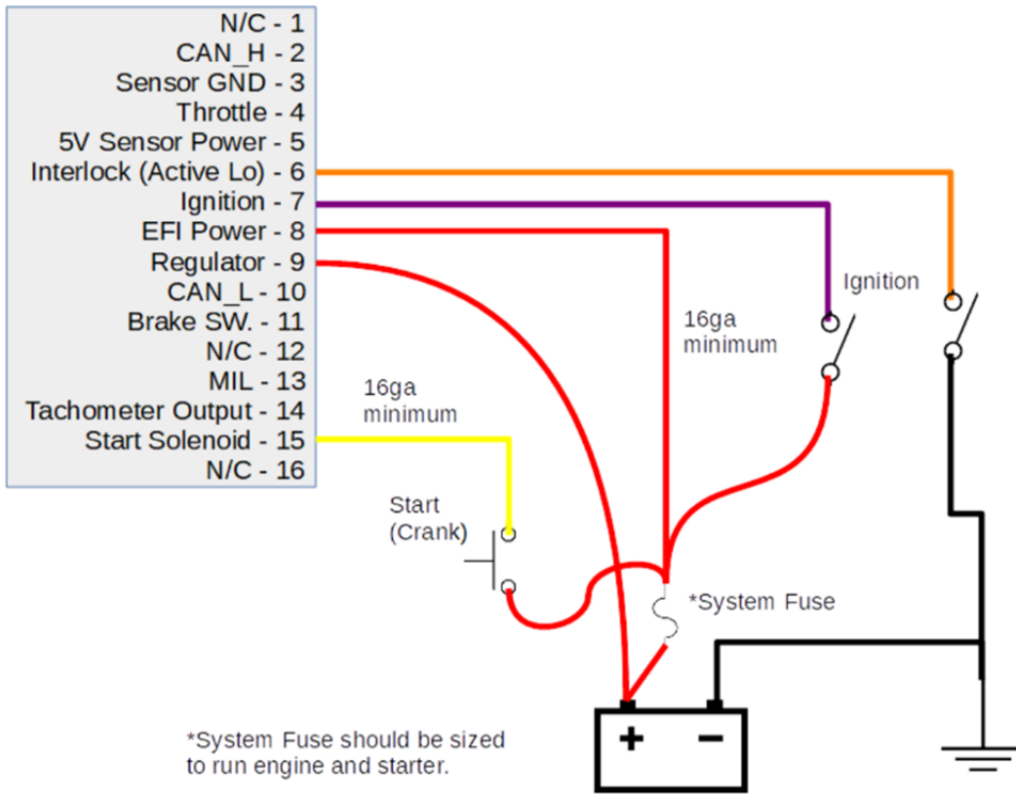 N/C - 1
CAN_H - 2
Sensor GND - 3
Throttle - 4
5V Sensor Power - 5
Interlock (Active Lo) - 6
Ignition - 7
EFI Power - 8
Regulator - 9
CAN_L - 10
Brake SW. - 11
N/C - 12
MIL - 13
Tachometer Output - 14
Start Solenoid - 15
N/C - 16
Ignition
16ga
minimum
16ga
minimum
Start
(Crank)
*System Fuse
+ −
*System Fuse should be sized
to run engine and starter.